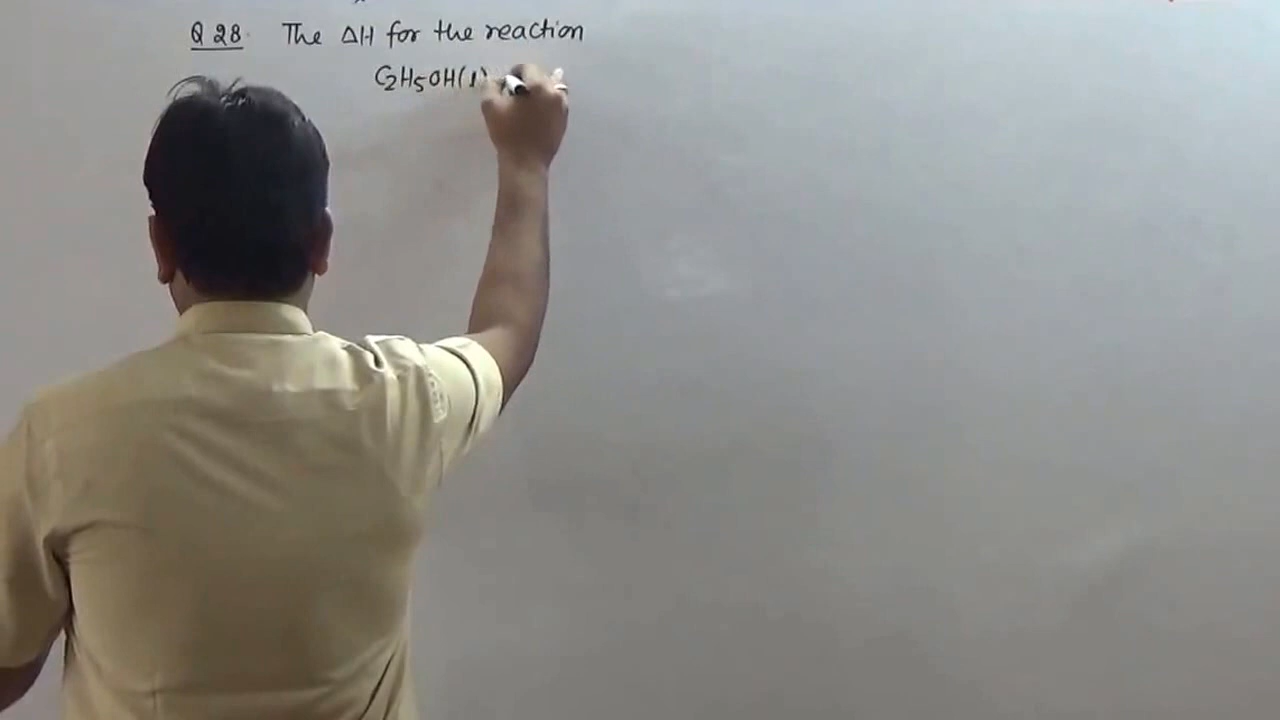 Q 28. The ΔH for the reaction
C2H5OH(l)